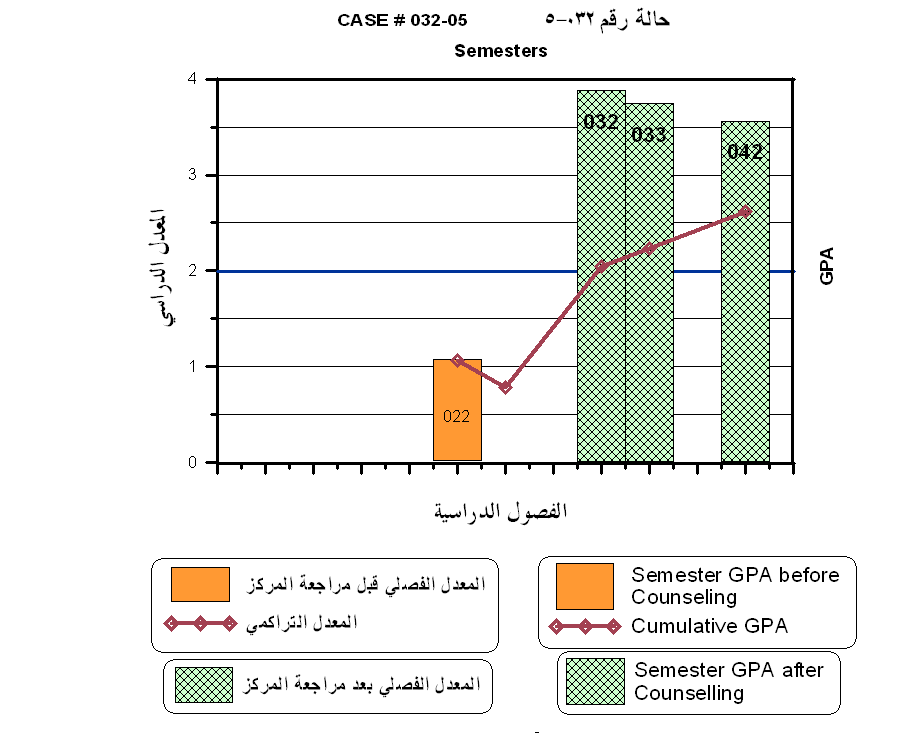 CASE # 032-05 حالة رقم ٠٣٢-٥
Semesters
4
3
2
1
0
032
033
042
022
المعدل الدراسي
GPA
الفصول الدراسية
المعدل الفصلي قبل مراجعة المركز
المعدل التراكمي
المعدل الفصلي بعد مراجعة المركز
Semester GPA before
Counseling
Cumulative GPA
Semester GPA after
Counselling